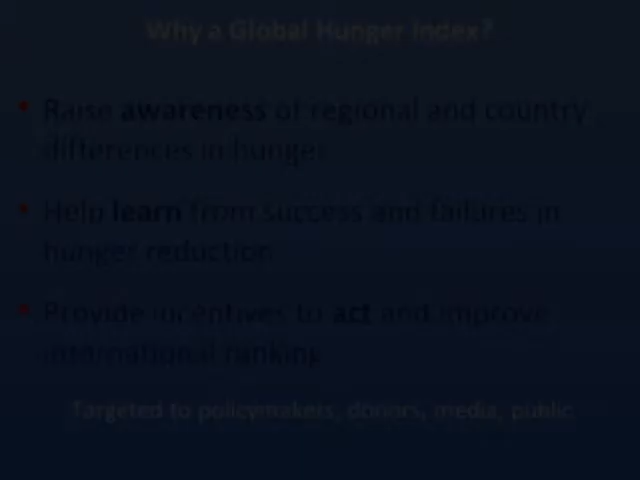 Why a Global Hunger Index?
• Raise awareness of regional and country
differences in hunger
• Help learn from success and failures in
hunger reduction
• Provide incentives to act and improve
international ranking
Targeted to policymakers, donors, media, public